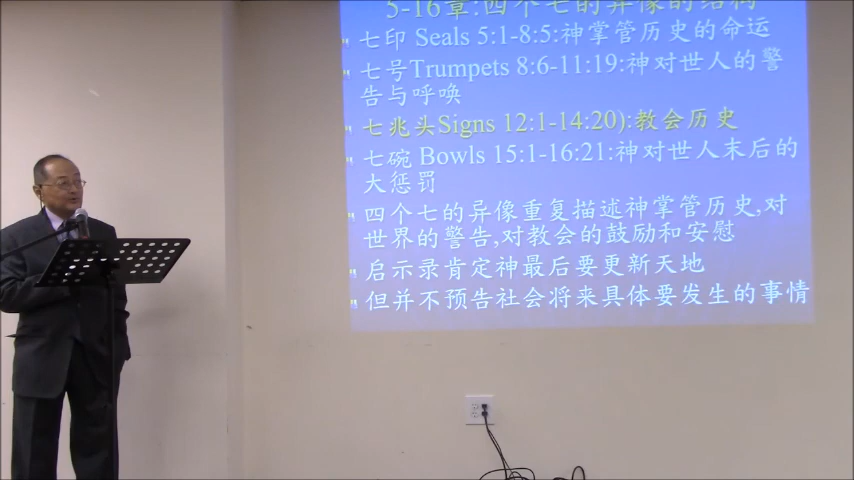 5-16章:四个七的异像的结构
七印 Seals 5:1-8:5:神掌管历史的命运
七号Trumpets 8:6-11:19:神对世人的警
告与呼唤
七兆头Signs 12:1-14:20):教会历史
七碗 Bowls 15:1-16:21:神对世人末后的
大惩罚
四个七的异像重复描述神掌管历史,对
世界的警告,对教会的鼓励和安慰
启示录肯定神最后要更新天地
但并不预告社会将来具体要发生的事情